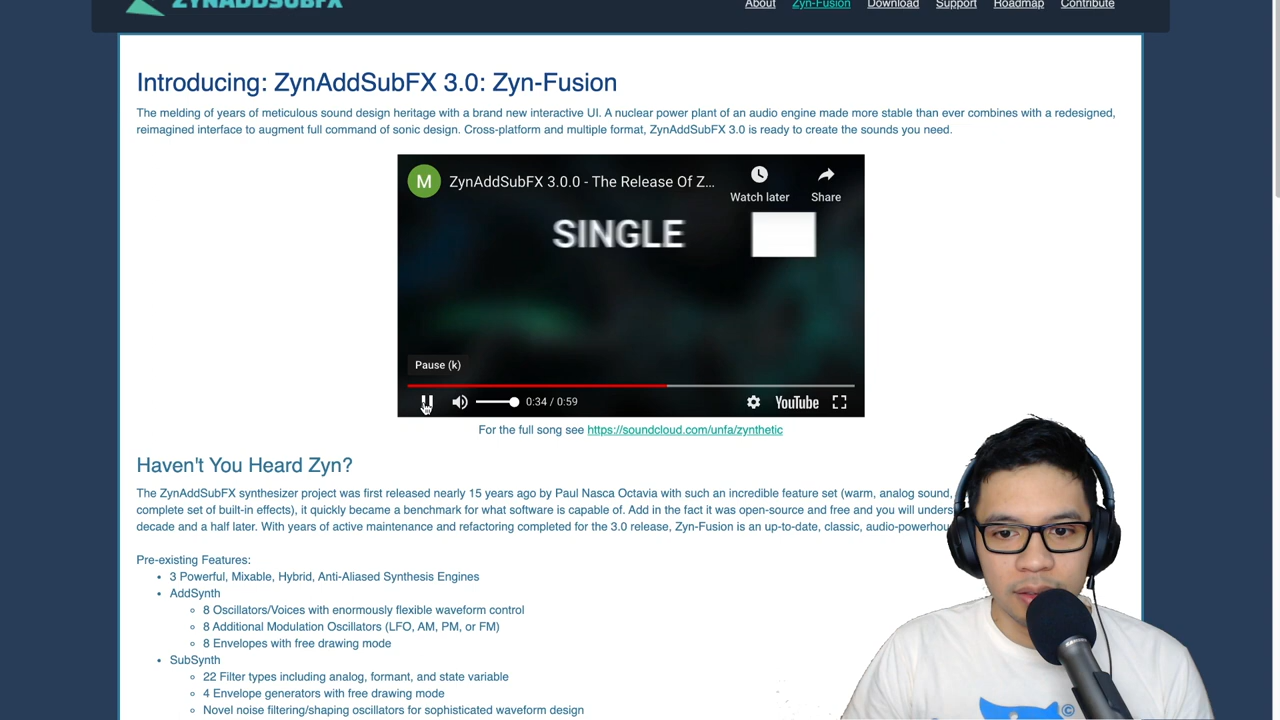 ZYNADDSUBFX
About Zyn-Fusion Download Support Roadmap Contribute
Introducing: ZynAddSubFX 3.0: Zyn-Fusion
The melding of years of meticulous sound design heritage with a brand new interactive UI. A nuclear power plant of an audio engine made more stable than ever combines with a redesigned,
reimagined interface to augment full command of sonic design. Cross-platform and multiple format, ZynAddSubFX 3.0 is ready to create the sounds you need.
M
ZynAddSubFX 3.0.0 - The Release Of Z...
Watch later
Share
SINGLE
Pause (k)
0:34 / 0:59
YouTube
For the full song see https://soundcloud.com/unfa/zynthetic
Haven't You Heard Zyn?
The ZynAddSubFX synthesizer project was first released nearly 15 years ago by Paul Nasca Octavia with such an incredible feature set (warm, analog sound,
complete set of built-in effects), it quickly became a benchmark for what software is capable of. Add in the fact it was open-source and free and you will unders
decade and a half later. With years of active maintenance and refactoring completed for the 3.0 release, Zyn-Fusion is an up-to-date, classic, audio-powerhou
Pre-existing Features:
• 3 Powerful, Mixable, Hybrid, Anti-Aliased Synthesis Engines
• AddSynth
◦ 8 Oscillators/Voices with enormously flexible waveform control
◦ 8 Additional Modulation Oscillators (LFO, AM, PM, or FM)
◦ 8 Envelopes with free drawing mode
• SubSynth
◦ 22 Filter types including analog, formant, and state variable
◦ 4 Envelope generators with free drawing mode
◦ Novel noise filtering/shaping oscillators for sophisticated waveform design
©